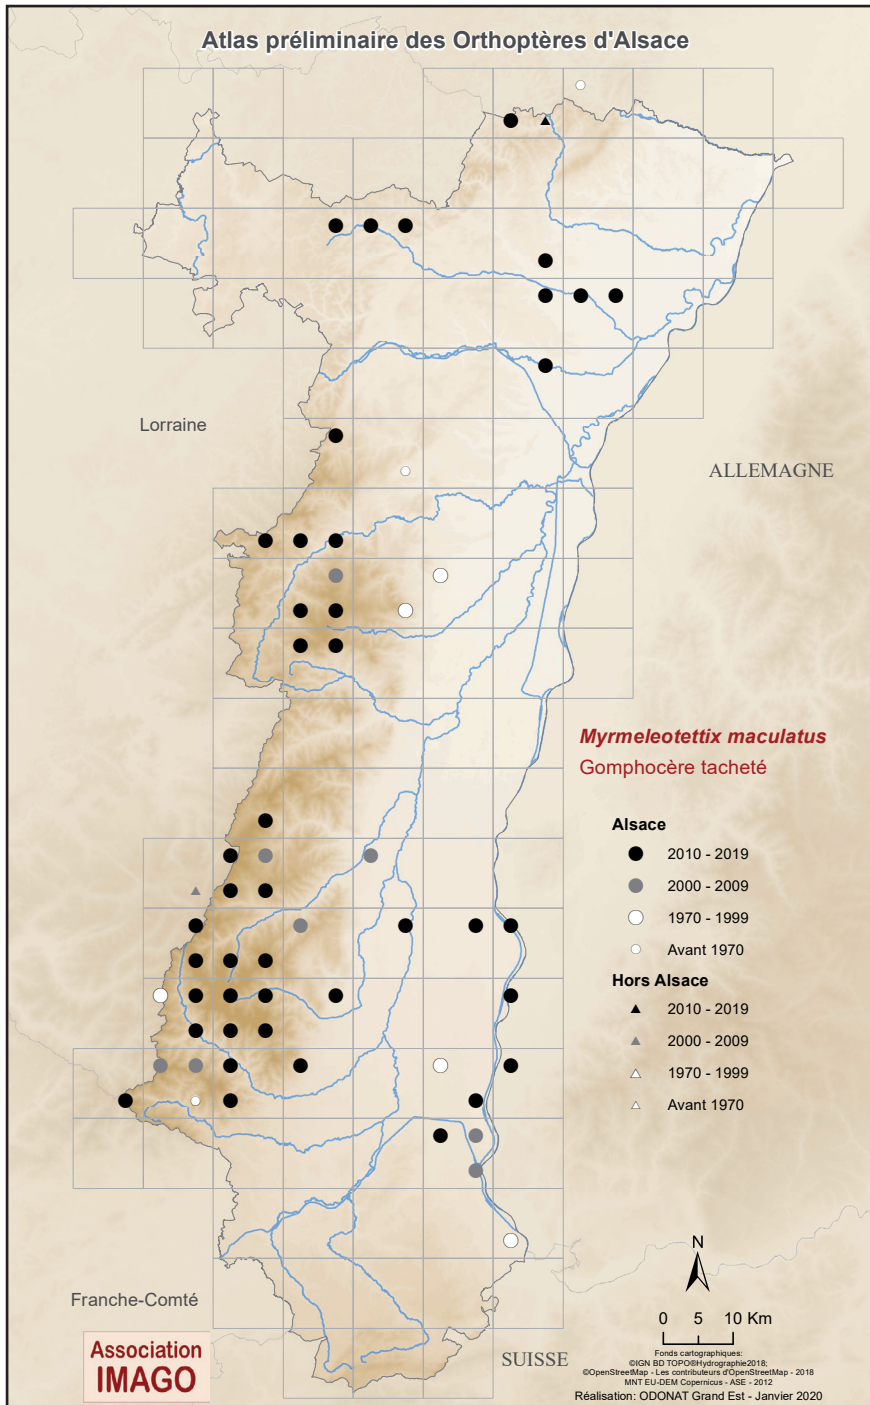 Atlas préliminaire des Orthoptères d'Alsace
Lorraine
ALLEMAGNE
Myrmeleotettix maculatus
Gomphocère tacheté
Alsace
2010 - 2019
2000 - 2009
1970 - 1999
Avant 1970
Hors Alsace
2010 - 2019
2000 - 2009
1970 - 1999
Avant 1970
N
0 5 10 Km
Franche-Comté
Association
IMAGO
SUISSE
Fonds cartographiques:
©IGN BD TOPO®Hydrographie2018;
©OpenStreetMap - Les contributeurs d'OpenStreetMap - 2018
MNT EU-DEM Copernicus - ASE - 2012
Réalisation: ODONAT Grand Est - Janvier 2020